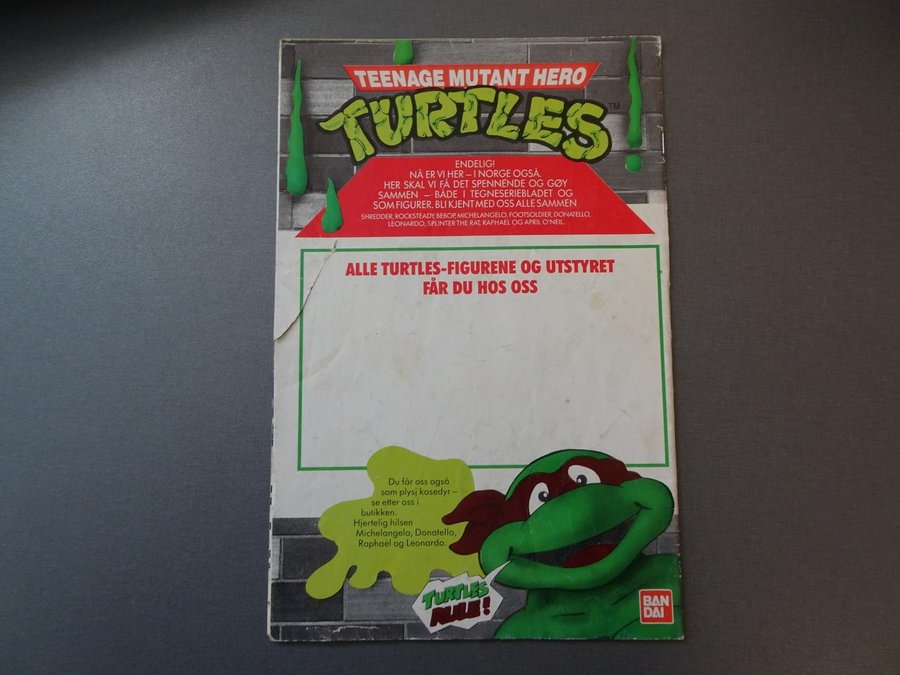 TEENAGE MUTANT HERO
TURTLES™
ENDELIG!
NÅ ER VI HER – I NORGE OGSÅ.
HER SKAL VI FÅ DET SPENNENDE OG GØY
SAMMEN – BÅDE I TEGNESERIEBLADET OG
SOM FIGURER. BLI KJENT MED OSS ALLE SAMMEN
SHREDDER, ROCKSTEADY, BEBOP, MICHELANGELO, FOOTSOLDIER, DONATELLO,
LEONARDO, SPLINTER THE RAT, RAPHAEL OG APRIL O'NEIL.
ALLE TURTLES-FIGURENE OG UTSTYRET
FÅR DU HOS OSS
Du får oss også
som plysj kosedyr –
se etter oss i
butikken.
Hjertelig hilsen
Michelangelo, Donatello,
Raphael og Leonardo.
TURTLES
RULE!
BAN
DAI